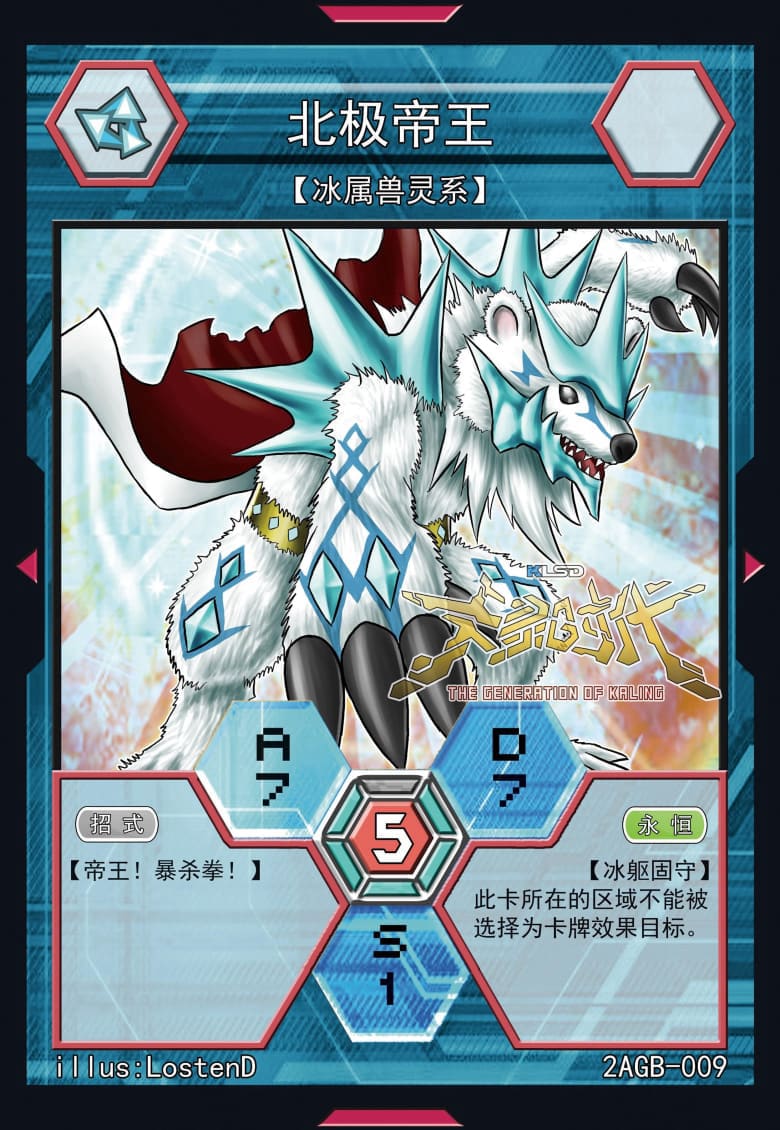 北极帝王
【冰属兽灵系】
KLSD
THE GENERATION OF KALING
A
7
D
7
5
S
1
招式
【帝王！暴杀拳！】
永恒
【冰躯固守】
此卡所在的区域不能被
选择为卡牌效果目标。
illus:LostenD
2AGB-009